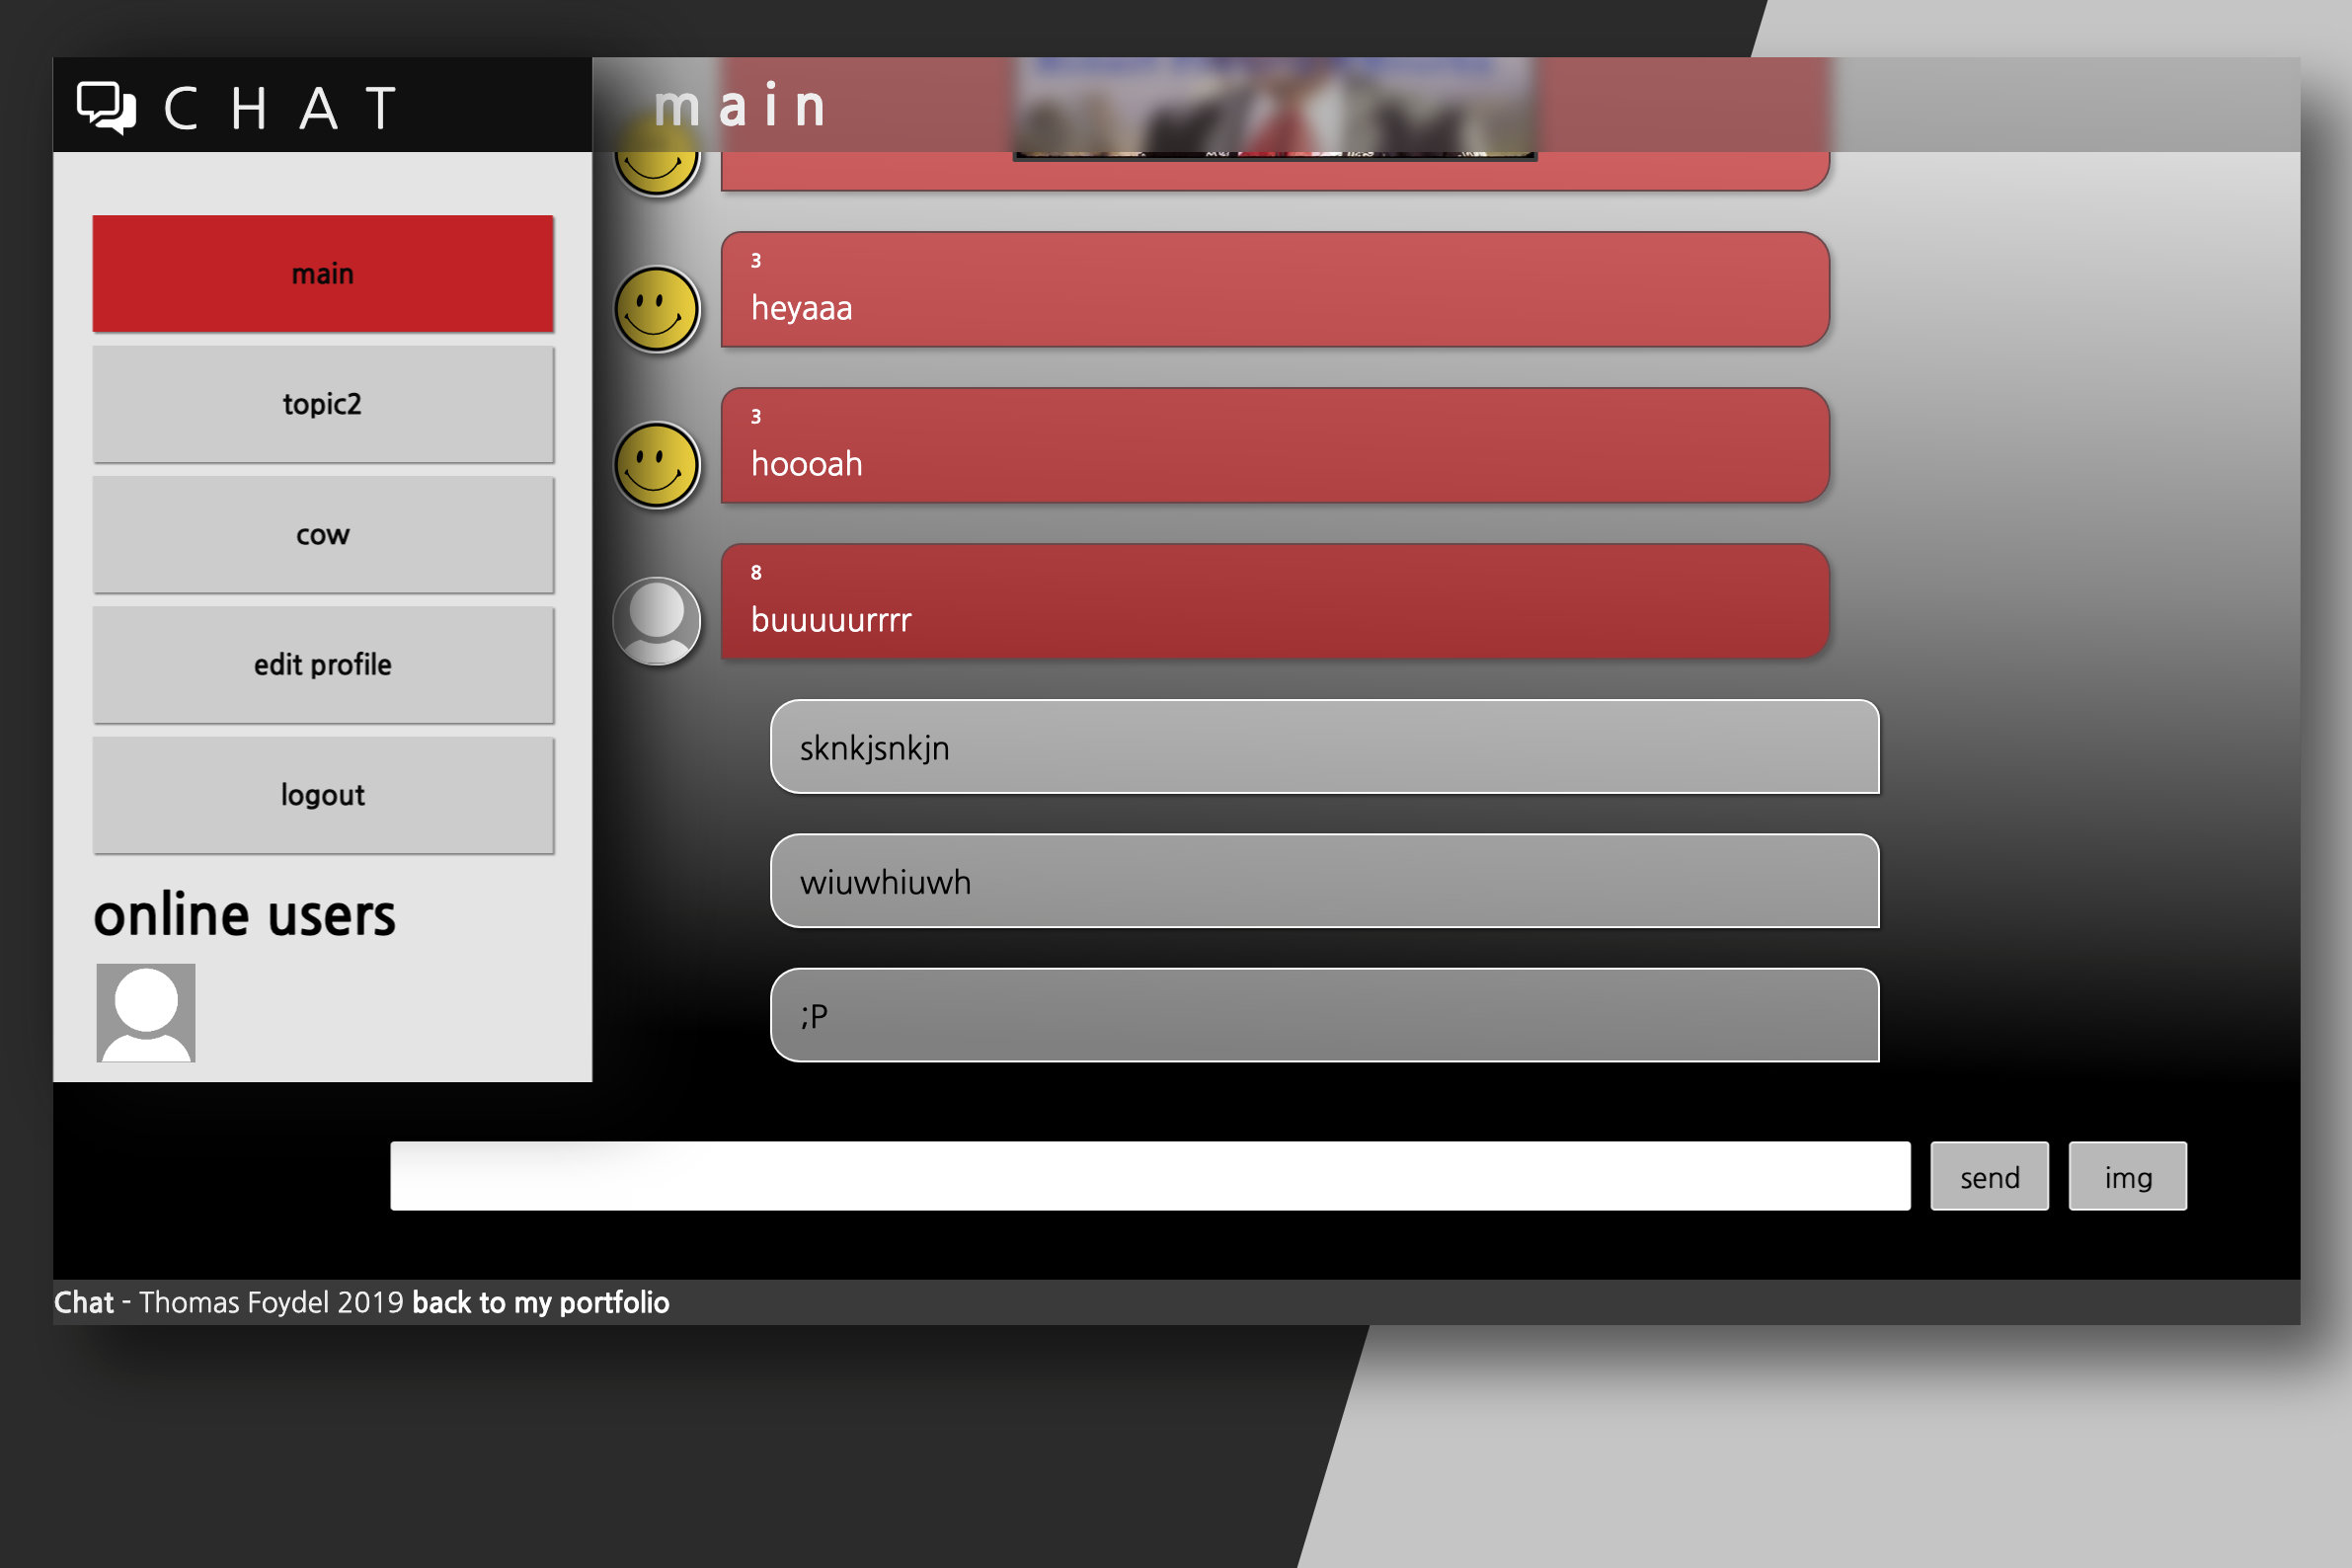 CHAT
main
main
topic2
cow
edit profile
logout
online users
3
heyaaa
3
hoooah
8
buuuuurrrr
sknkjsnkjn
wiuwhiuwh
;P
send
img
Chat - Thomas Foydel 2019 back to my portfolio